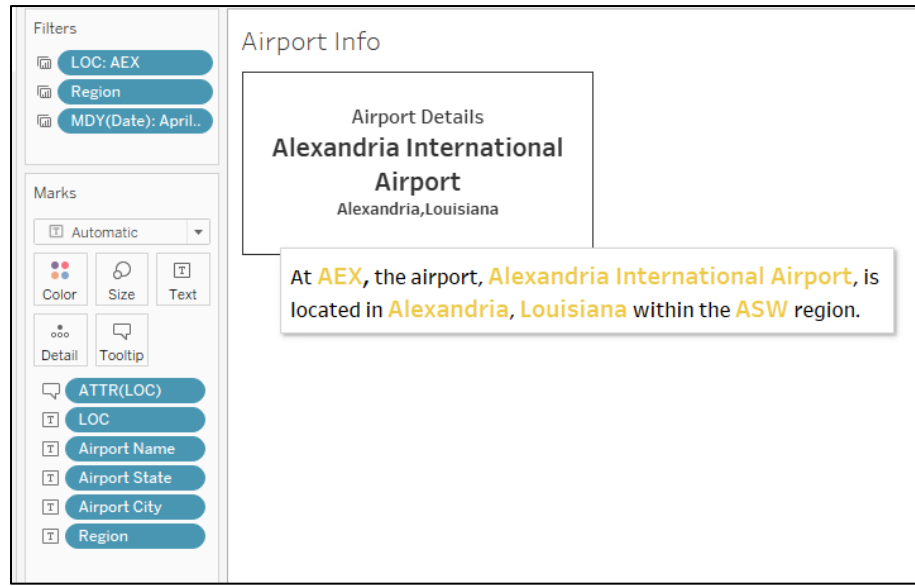 Filters
LOC: AEX
Region
MDY(Date): April..
Marks
T Automatic
Color Size T Text
Detail Tooltip
ATTR(LOC)
T LOC
T Airport Name
T Airport State
T Airport City
T Region
Airport Info
Airport Details
Alexandria International
Airport
Alexandria,Louisiana
At AEX, the airport, Alexandria International Airport, is
located in Alexandria, Louisiana within the ASW region.